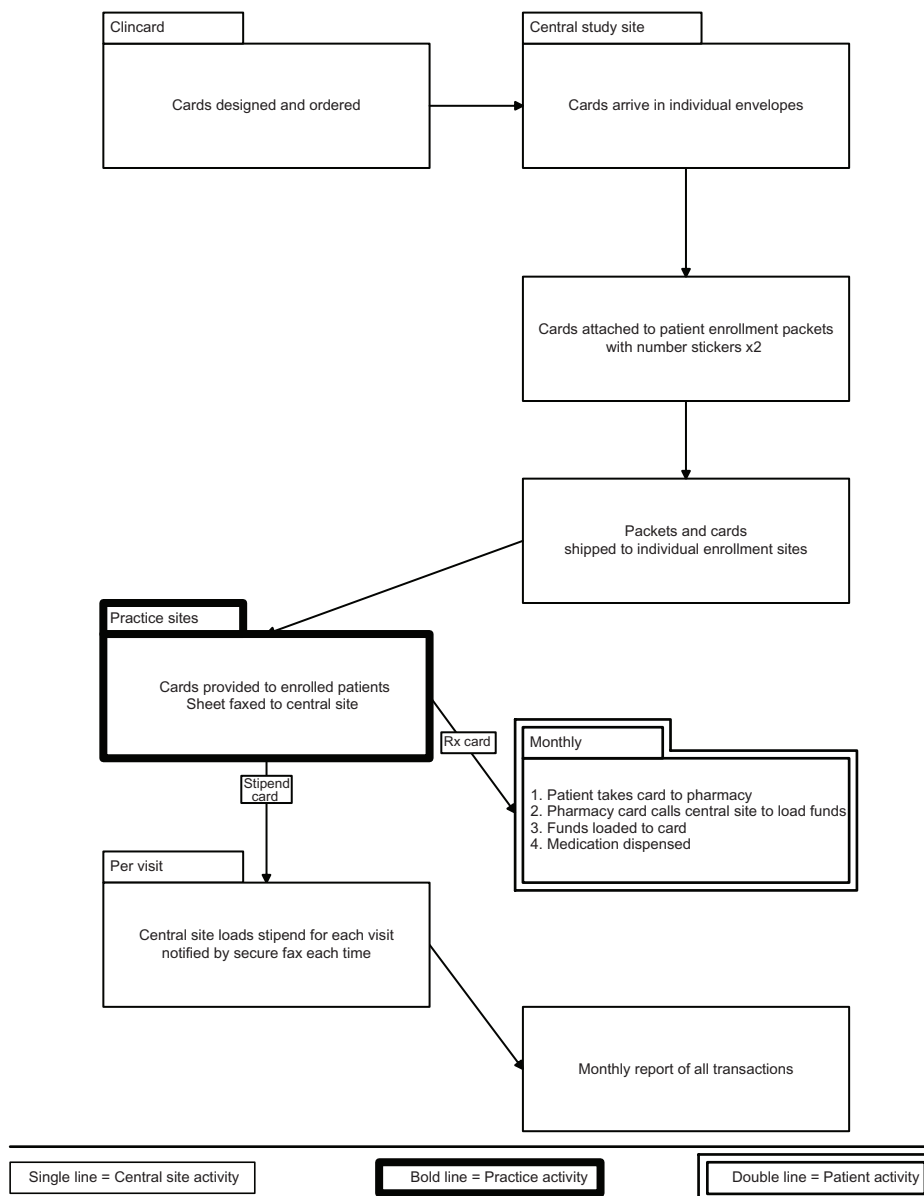 Clincard
Cards designed and ordered
Central study site
Cards arrive in individual envelopes
Cards attached to patient enrollment packets
with number stickers x2
Packets and cards
shipped to individual enrollment sites
Practice sites
Cards provided to enrolled patients
Sheet faxed to central site
Rx card
Stipend
card
Monthly
1. Patient takes card to pharmacy
2. Pharmacy card calls central site to load funds
3. Funds loaded to card
4. Medication dispensed
Per visit
Central site loads stipend for each visit
notified by secure fax each time
Monthly report of all transactions
Single line = Central site activity
Bold line = Practice activity
Double line = Patient activity